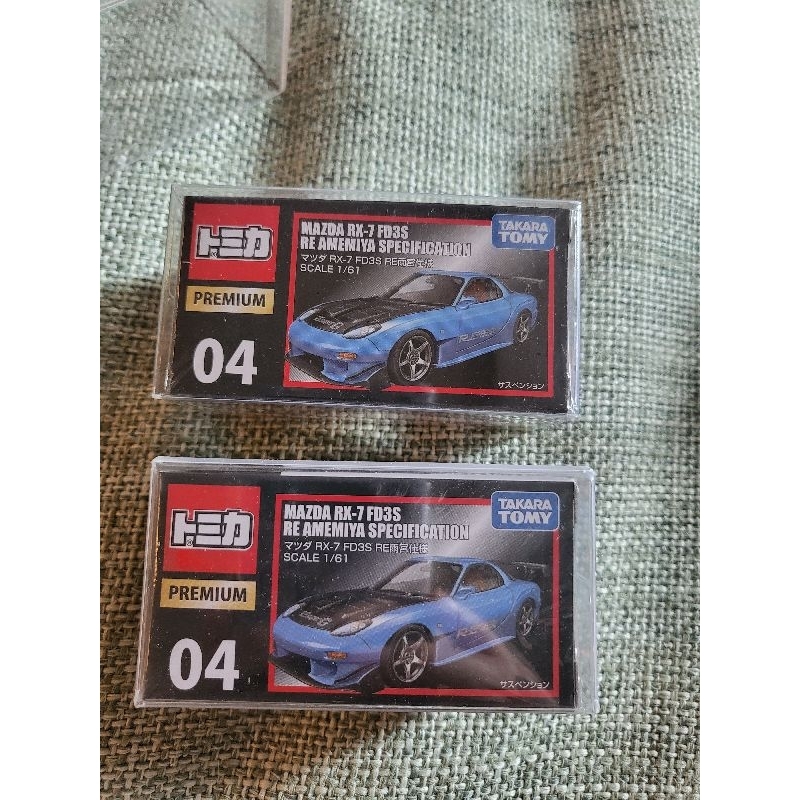 トミカ
PREMIUM
04
MAZDA RX-7 FD3S
RE AMEMIYA SPECIFICATION
マツダ RX-7 FD3S RE雨宮仕様
SCALE 1/61
TAKARA
TOMY
サスペンション
トミカ
PREMIUM
04
MAZDA RX-7 FD3S
RE AMEMIYA SPECIFICATION
マツダ RX-7 FD3S RE雨宮仕様
SCALE 1/61
TAKARA
TOMY
サスペンション